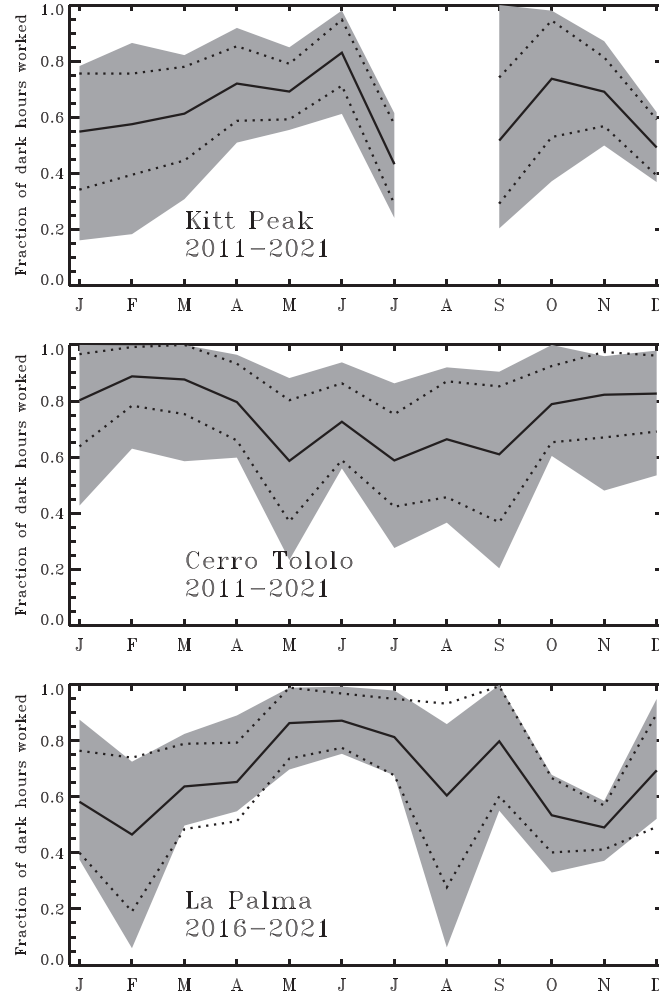 Fraction of dark hours worked
1.0
0.8
0.6
0.4
0.2
0.0
Kitt Peak
2011–2021
J F M A M J J A S O N D
Fraction of dark hours worked
1.0
0.8
0.6
0.4
0.2
0.0
Cerro Tololo
2011–2021
J F M A M J J A S O N D
Fraction of dark hours worked
1.0
0.8
0.6
0.4
0.2
0.0
La Palma
2016–2021
J F M A M J J A S O N D